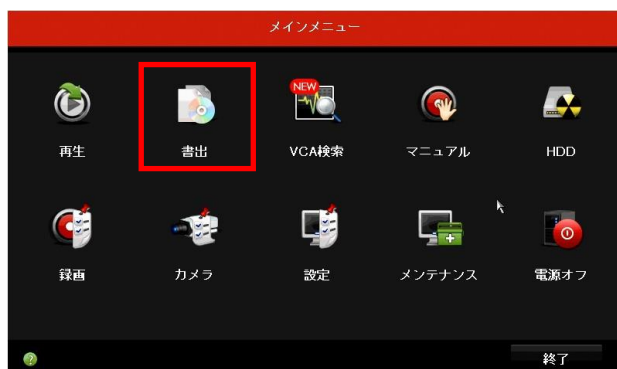 メインメニュー
NEW
再生
書出
VCA検索
マニュアル
HDD
録画
カメラ
設定
メンテナンス
電源オフ
?
終了